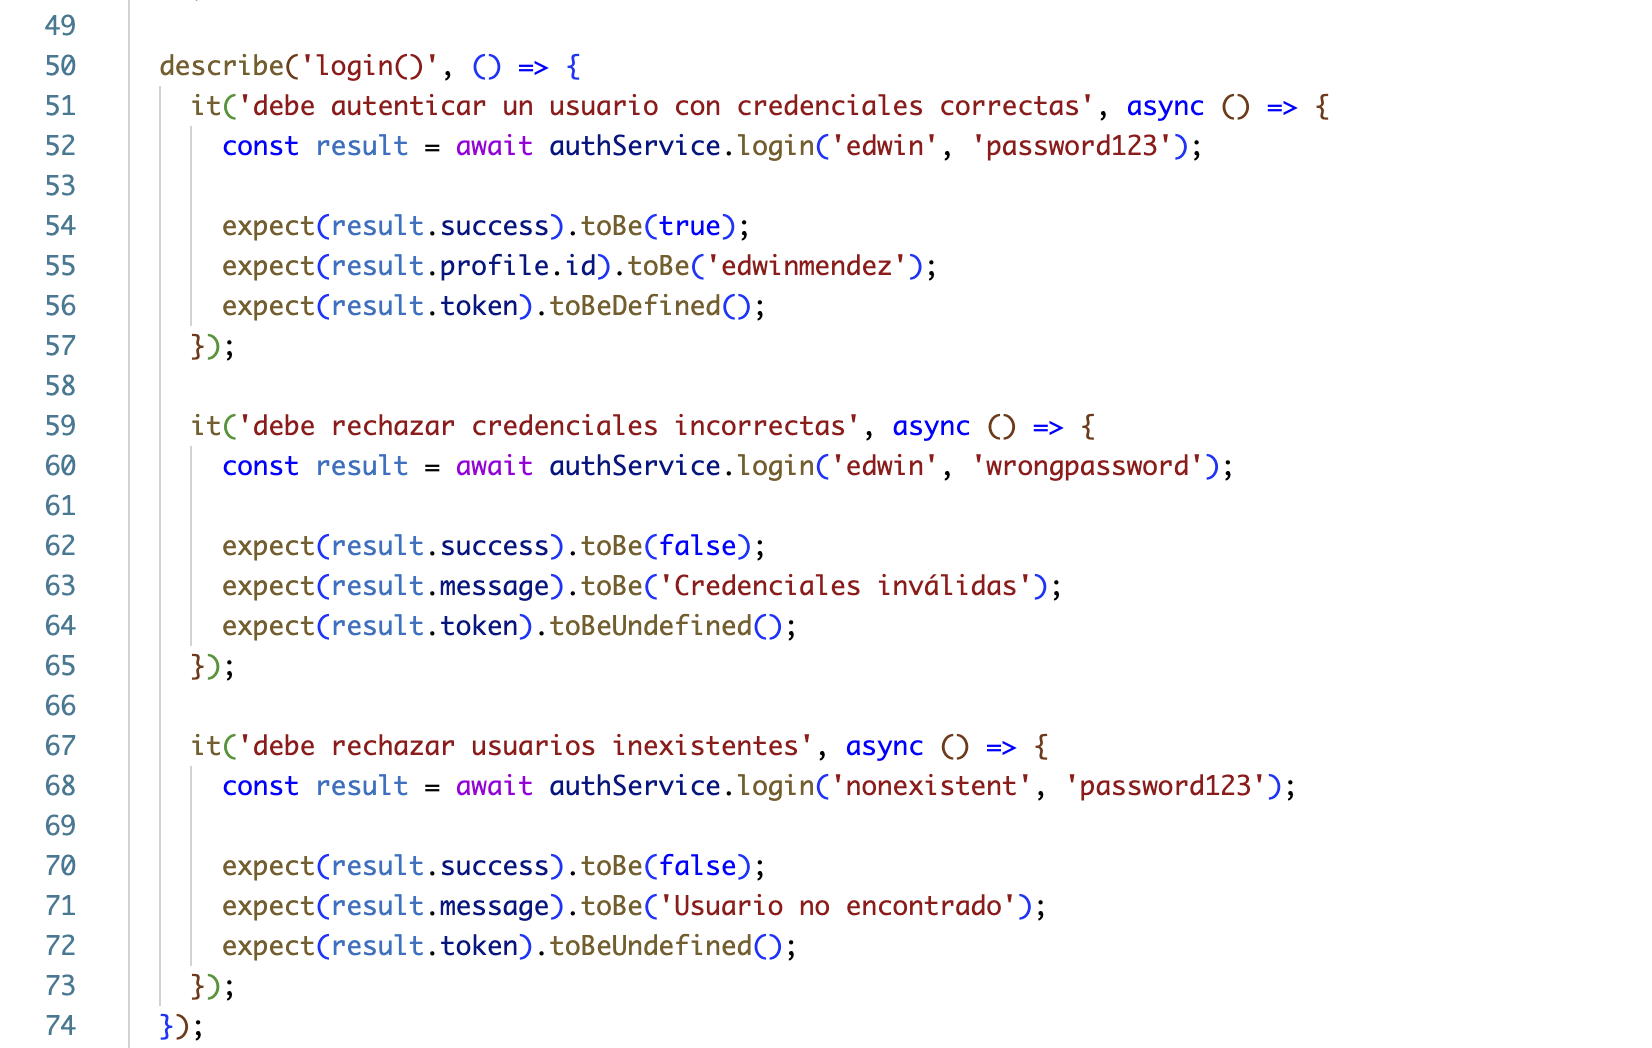 49
50 describe('login()', () => {
51 it('debe autenticar un usuario con credenciales correctas', async () => {
52 const result = await authService.login('edwin', 'password123');
53
54 expect(result.success).toBe(true);
55 expect(result.profile.id).toBe('edwinmendez');
56 expect(result.token).toBeDefined();
57 });
58
59 it('debe rechazar credenciales incorrectas', async () => {
60 const result = await authService.login('edwin', 'wrongpassword');
61
62 expect(result.success).toBe(false);
63 expect(result.message).toBe('Credenciales inválidas');
64 expect(result.token).toBeUndefined();
65 });
66
67 it('debe rechazar usuarios inexistentes', async () => {
68 const result = await authService.login('nonexistent', 'password123');
69
70 expect(result.success).toBe(false);
71 expect(result.message).toBe('Usuario no encontrado');
72 expect(result.token).toBeUndefined();
73 });
74 });